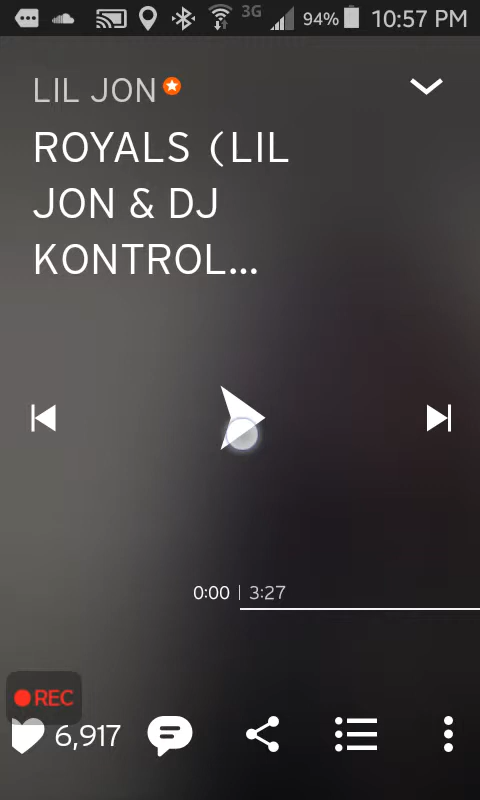 3G 94% 10:57 PM
LIL JON
ROYALS (LIL
JON & DJ
KONTROL...
0:00 | 3:27
REC
6,917